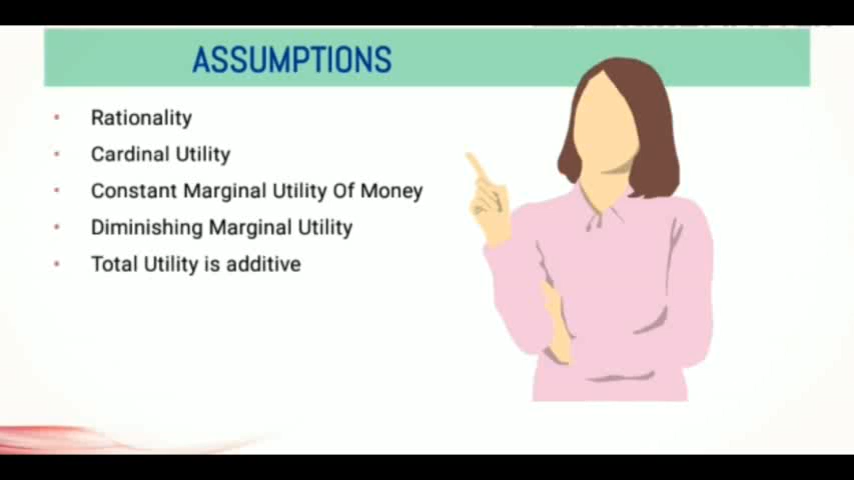 ASSUMPTIONS
Rationality
Cardinal Utility
Constant Marginal Utility Of Money
Diminishing Marginal Utility
Total Utility is additive